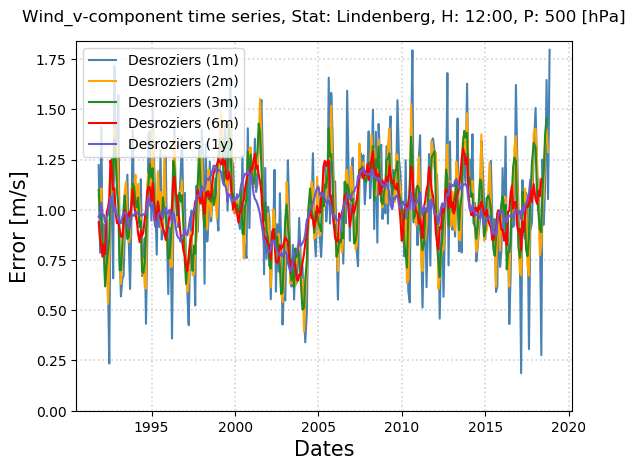 Wind_v-component time series, Stat: Lindenberg, H: 12:00, P: 500 [hPa]
Desroziers (1m)
Desroziers (2m)
Desroziers (3m)
Desroziers (6m)
Desroziers (1y)
Error [m/s]
1.75
1.50
1.25
1.00
0.75
0.50
0.25
0.00
1995 2000 2005 2010 2015 2020
Dates